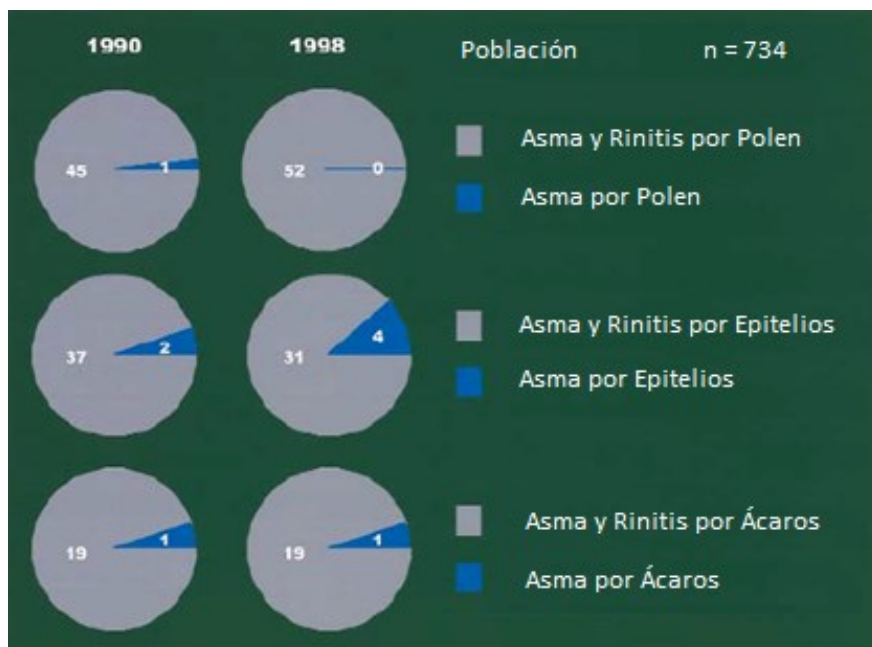 1990 1998 Población n = 734
45 1 52 0
Asma y Rinitis por Polen
Asma por Polen
37 2 31 4
Asma y Rinitis por Epitelios
Asma por Epitelios
19 1 19 1
Asma y Rinitis por Ácaros
Asma por Ácaros